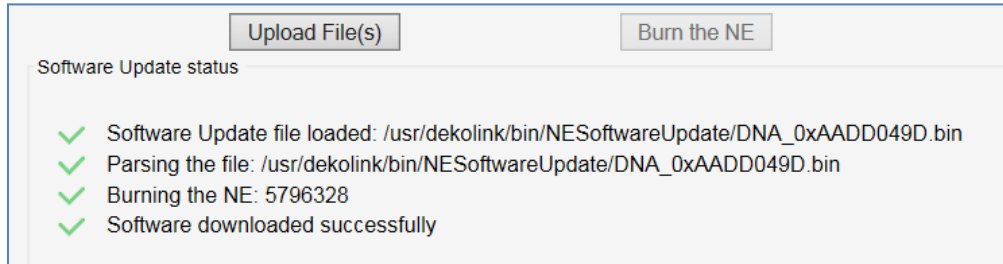 Upload File(s) Burn the NE
Software Update status
Software Update file loaded: /usr/dekolink/bin/NESoftwareUpdate/DNA_0xAADD049D.bin
Parsing the file: /usr/dekolink/bin/NESoftwareUpdate/DNA_0xAADD049D.bin
Burning the NE: 5796328
Software downloaded successfully